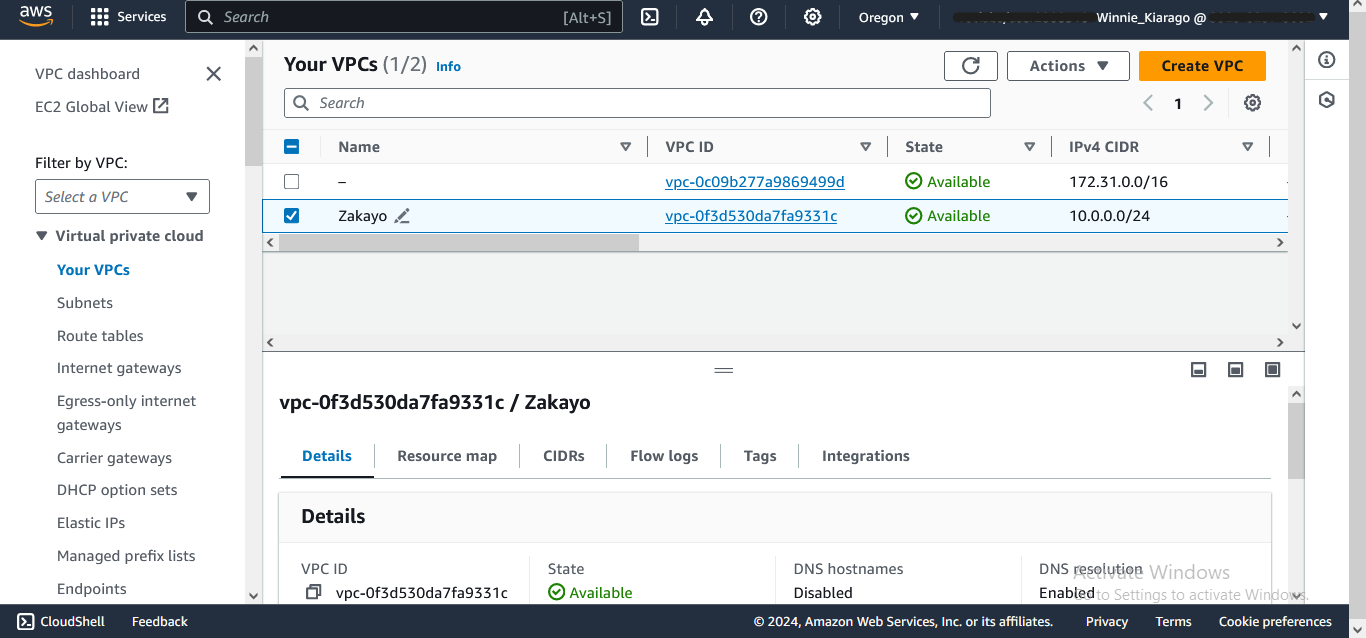 aws Services Search [Alt+S] Oregon Winnie_Kiarago @
VPC dashboard
EC2 Global View
Filter by VPC:
Select a VPC
Virtual private cloud
Your VPCs
Subnets
Route tables
Internet gateways
Egress-only internet
gateways
Carrier gateways
DHCP option sets
Elastic IPs
Managed prefix lists
Endpoints
Your VPCs (1/2) Info Actions Create VPC
Search 1
Name VPC ID State IPv4 CIDR
– vpc-0c09b277a9869499d Available 172.31.0.0/16 -
Zakayo vpc-0f3d530da7fa9331c Available 10.0.0.0/24 -
vpc-0f3d530da7fa9331c / Zakayo
Details Resource map CIDRs Flow logs Tags Integrations
Details
VPC ID State DNS hostnames DNS resolution
vpc-0f3d530da7fa9331c Available Disabled Enabled
Activate Windows
Go to Settings to activate Windows.
CloudShell Feedback © 2024, Amazon Web Services, Inc. or its affiliates. Privacy Terms Cookie preferences